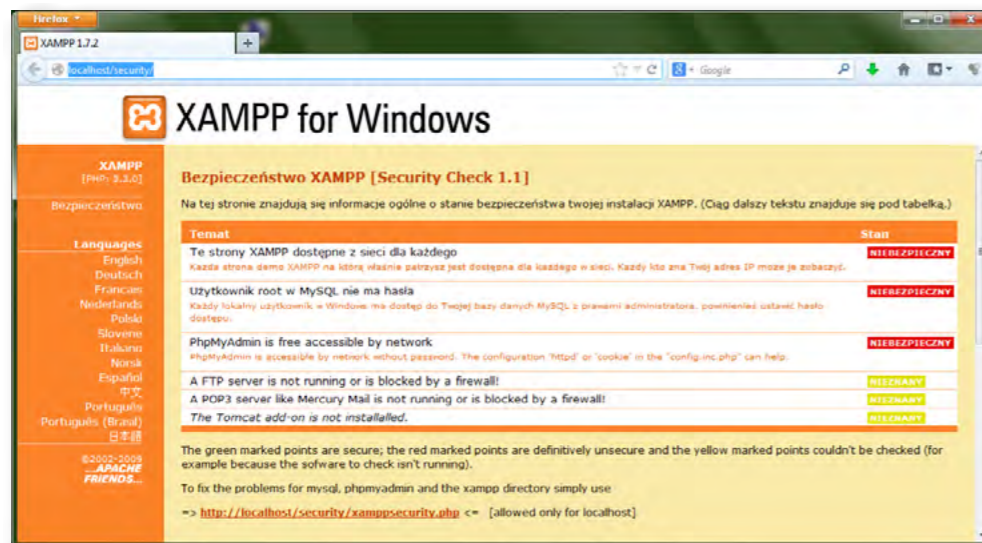 Firefox
XAMPP 1.7.2
localhost/security/
Google
XAMPP for Windows
XAMPP
[PHP: 5.3.0]
Bezpieczeństwo
Languages
English
Deutsch
Francais
Nederlands
Polski
Slovene
Italiano
Norsk
Español
中文
Português
Português (Brasil)
日本語
©2002-2009
...APACHE
FRIENDS...
Bezpieczeństwo XAMPP [Security Check 1.1]
Na tej stronie znajdują się informacje ogólne o stanie bezpieczeństwa twojej instalacji XAMPP. (Ciąg dalszy tekstu znajduje się pod tabelką.)
Temat Stan
Te strony XAMPP dostępne z sieci dla każdego NIEBEZPIECZNY
Kazda strona demo XAMPP na którą właśnie patrzysz jest dostępna dla każdego w sieci. Każdy kto zna Twój adres IP moze je zobaczyć.
Użytkownik root w MySQL nie ma hasła NIEBEZPIECZNY
Każdy lokalny użytkownik w Windows ma dostęp do Twojej bazy danych MySQL z prawami administratora. powinnieneś ustawić hasło
dostępu.
PhpMyAdmin is free accessible by network NIEBEZPIECZNY
PhpMyAdmin is accessible by network without password. The configuration 'httpd' or 'cookie' in the "config.inc.php" can help.
A FTP server is not running or is blocked by a firewall! NIEZNANY
A POP3 server like Mercury Mail is not running or is blocked by a firewall! NIEZNANY
The Tomcat add-on is not installalled. NIEZNANY
The green marked points are secure; the red marked points are definitively unsecure and the yellow marked points couldn't be checked (for
example because the sofware to check isn't running).
To fix the problems for mysql, phpmyadmin and the xampp directory simply use
=> http://localhost/security/xamppsecurity.php <= [allowed only for localhost]